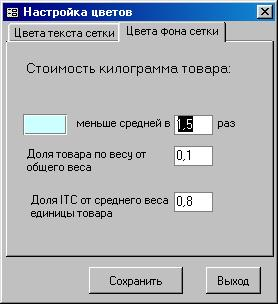 Настройка цветов
Цвета текста сетки
Цвета фона сетки
Стоимость килограмма товара:
меньше средней в 1,5 раз
Доля товара по весу от 0,1
общего веса
Доля ITC от среднего веса 0,8
единицы товара
Сохранить
Выход